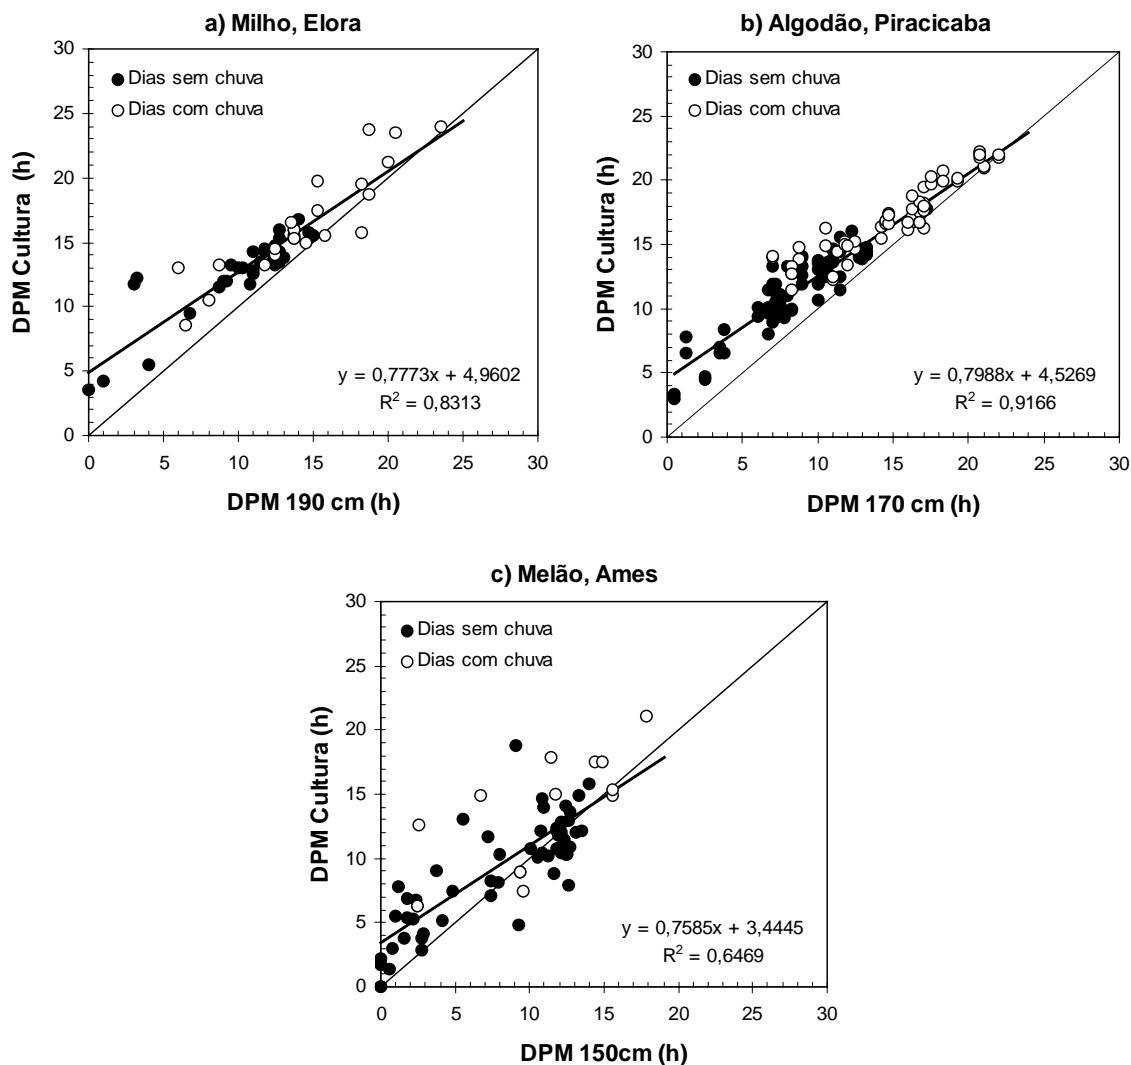 a) Milho, Elora
Dias sem chuva
Dias com chuva
30
25
20
15
10
5
0
DPM Cultura (h)
y = 0,7773x + 4,9602
R² = 0,8313
0 5 10 15 20 25 30
DPM 190 cm (h)
b) Algodão, Piracicaba
Dias sem chuva
Dias com chuva
30
25
20
15
10
5
0
DPM Cultura (h)
y = 0,7988x + 4,5269
R² = 0,9166
0 5 10 15 20 25 30
DPM 170 cm (h)
c) Melão, Ames
Dias sem chuva
Dias com chuva
30
25
20
15
10
5
0
DPM Cultura (h)
y = 0,7585x + 3,4445
R² = 0,6469
0 5 10 15 20 25 30
DPM 150cm (h)